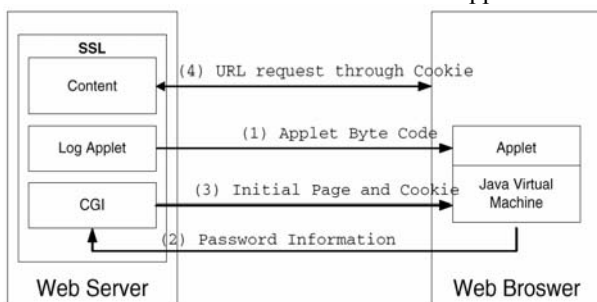 SSL
Content
(4) URL request through Cookie
Log Applet
(1) Applet Byte Code
Applet
CGI
(3) Initial Page and Cookie
Java Virtual
Machine
(2) Password Information
Web Server
Web Broswer